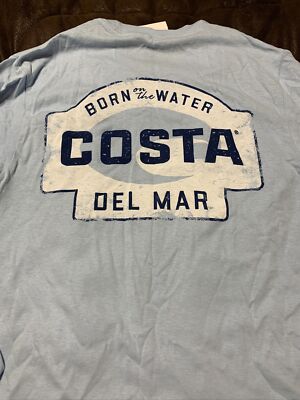 BORN on the WATER
COSTA®
DEL MAR